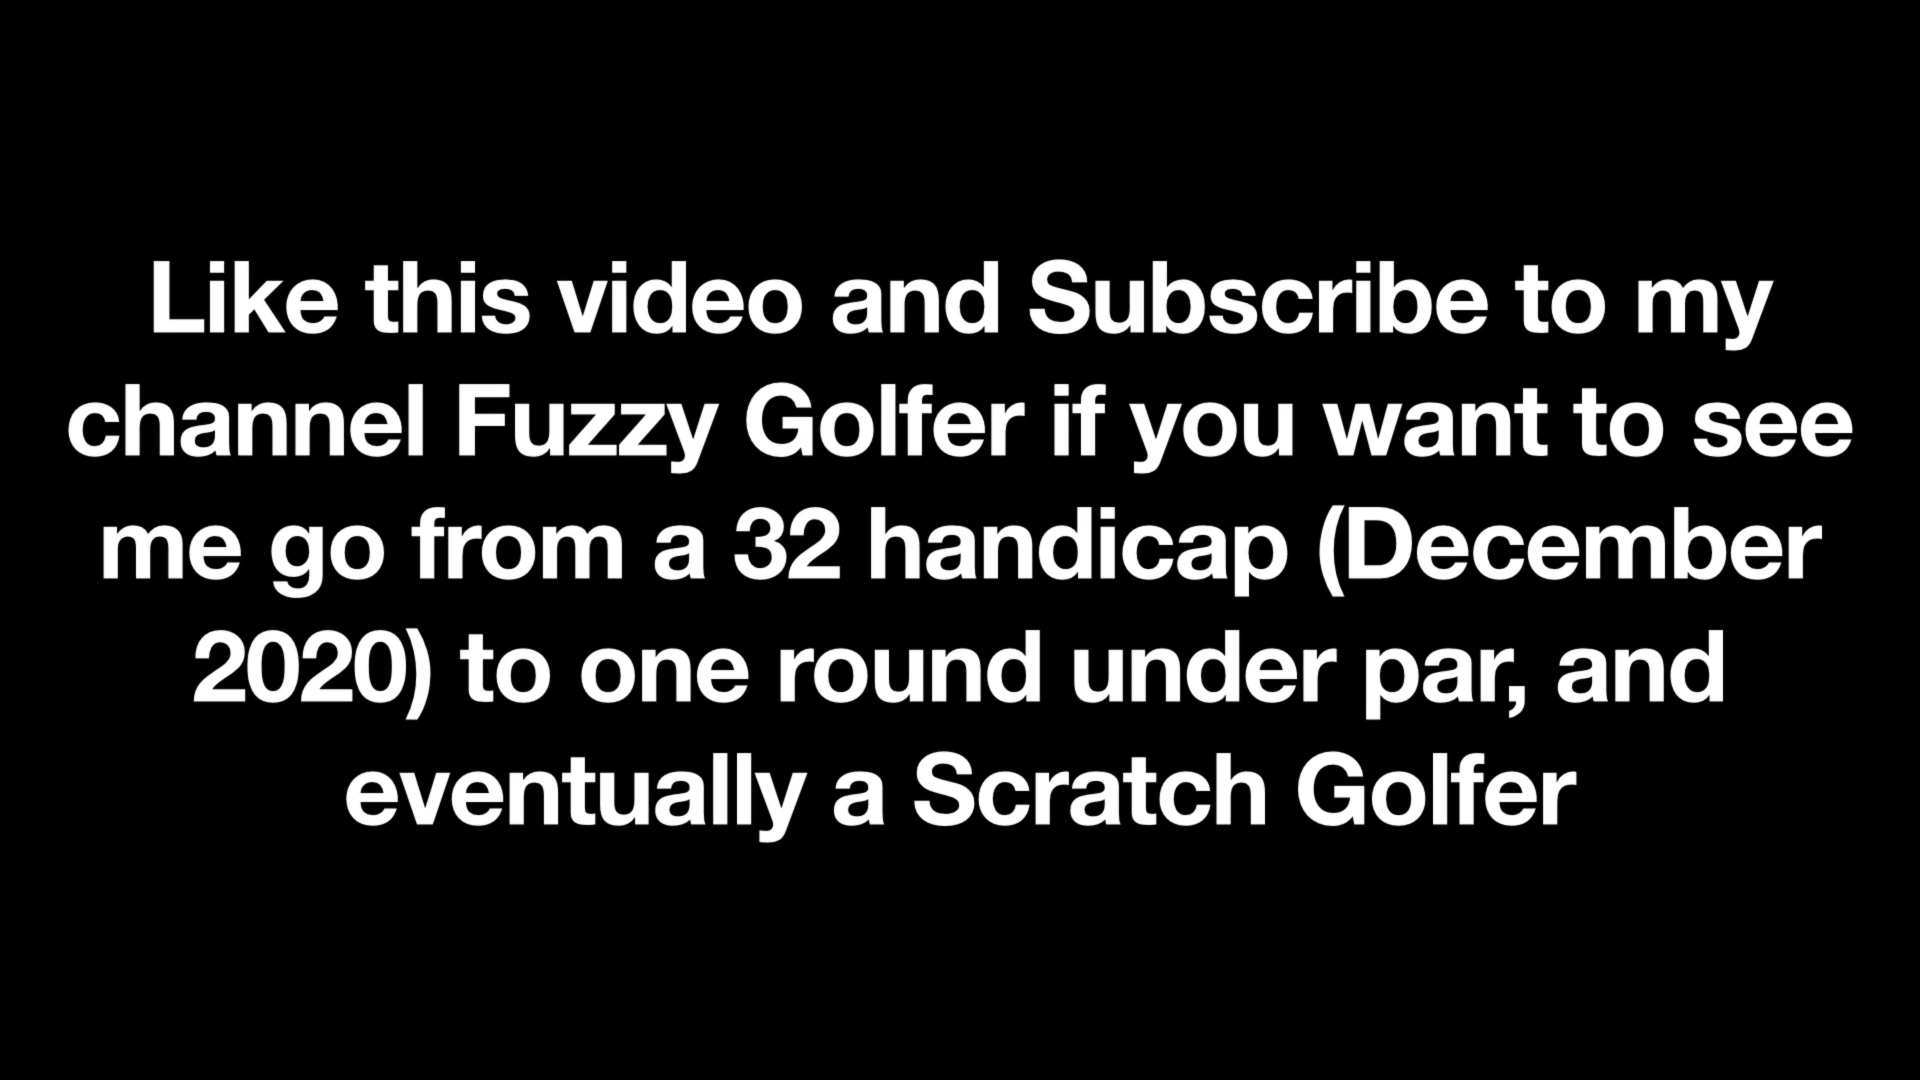 Like this video and Subscribe to my
channel Fuzzy Golfer if you want to see
me go from a 32 handicap (December
2020) to one round under par, and
eventually a Scratch Golfer